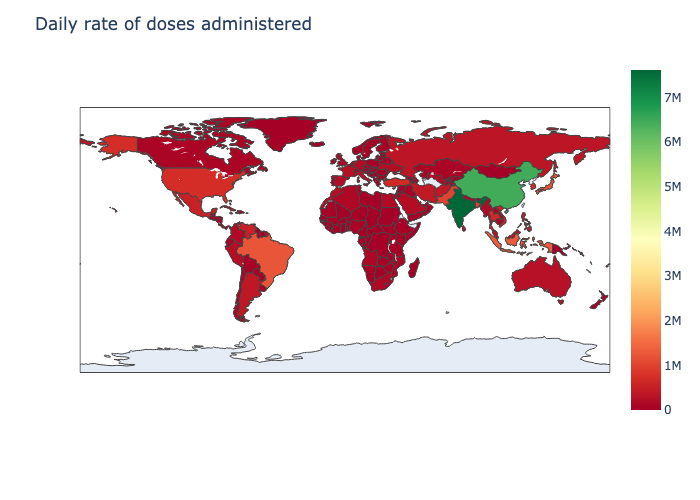 Daily rate of doses administered
7M
6M
5M
4M
3M
2M
1M
0